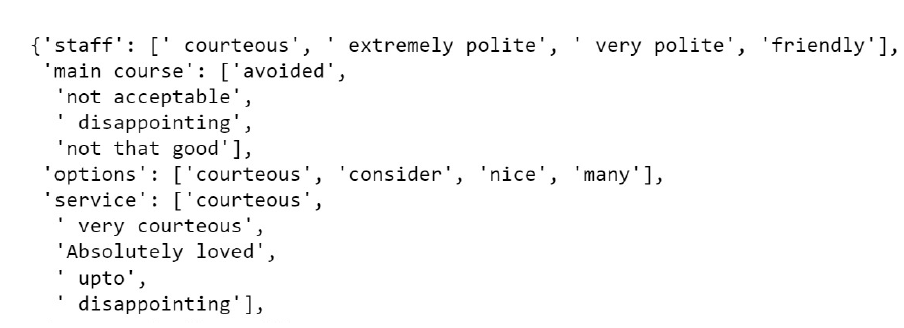 {'staff': [' courteous', ' extremely polite', ' very polite', 'friendly'],
'main course': ['avoided',
'not acceptable',
' disappointing',
'not that good'],
'options': ['courteous', 'consider', 'nice', 'many'],
'service': ['courteous',
' very courteous',
'Absolutely loved',
' upto',
' disappointing'],